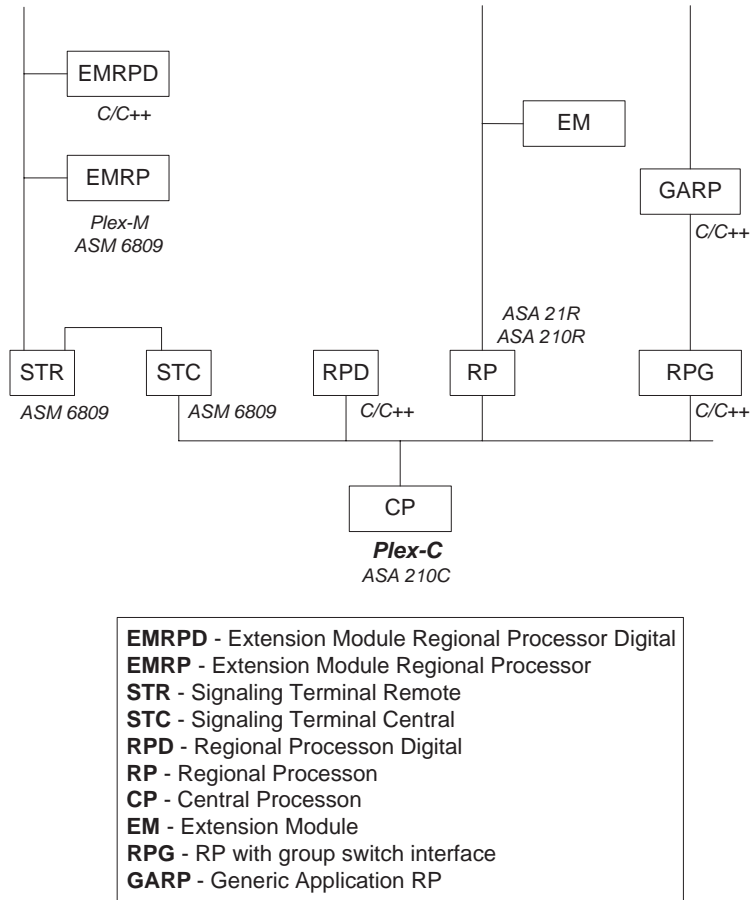 EMRPD
C/C++
EM
EMRP
GARP
Plex-M
ASM 6809
C/C++
ASA 21R
ASA 210R
STR
STC
RPD
RP
RPG
ASM 6809
ASM 6809
C/C++
C/C++
CP
Plex-C
ASA 210C
EMRPD - Extension Module Regional Processor Digital
EMRP - Extension Module Regional Processor
STR - Signaling Terminal Remote
STC - Signaling Terminal Central
RPD - Regional Processon Digital
RP - Regional Processon
CP - Central Processon
EM - Extension Module
RPG - RP with group switch interface
GARP - Generic Application RP